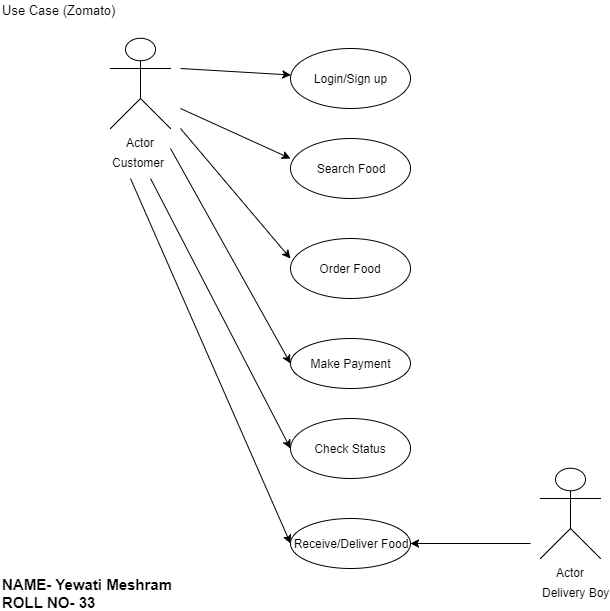 Use Case (Zomato)
Login/Sign up
Actor
Customer
Search Food
Order Food
Make Payment
Check Status
Receive/Deliver Food
Actor
Delivery Boy
NAME- Yewati Meshram
ROLL NO- 33